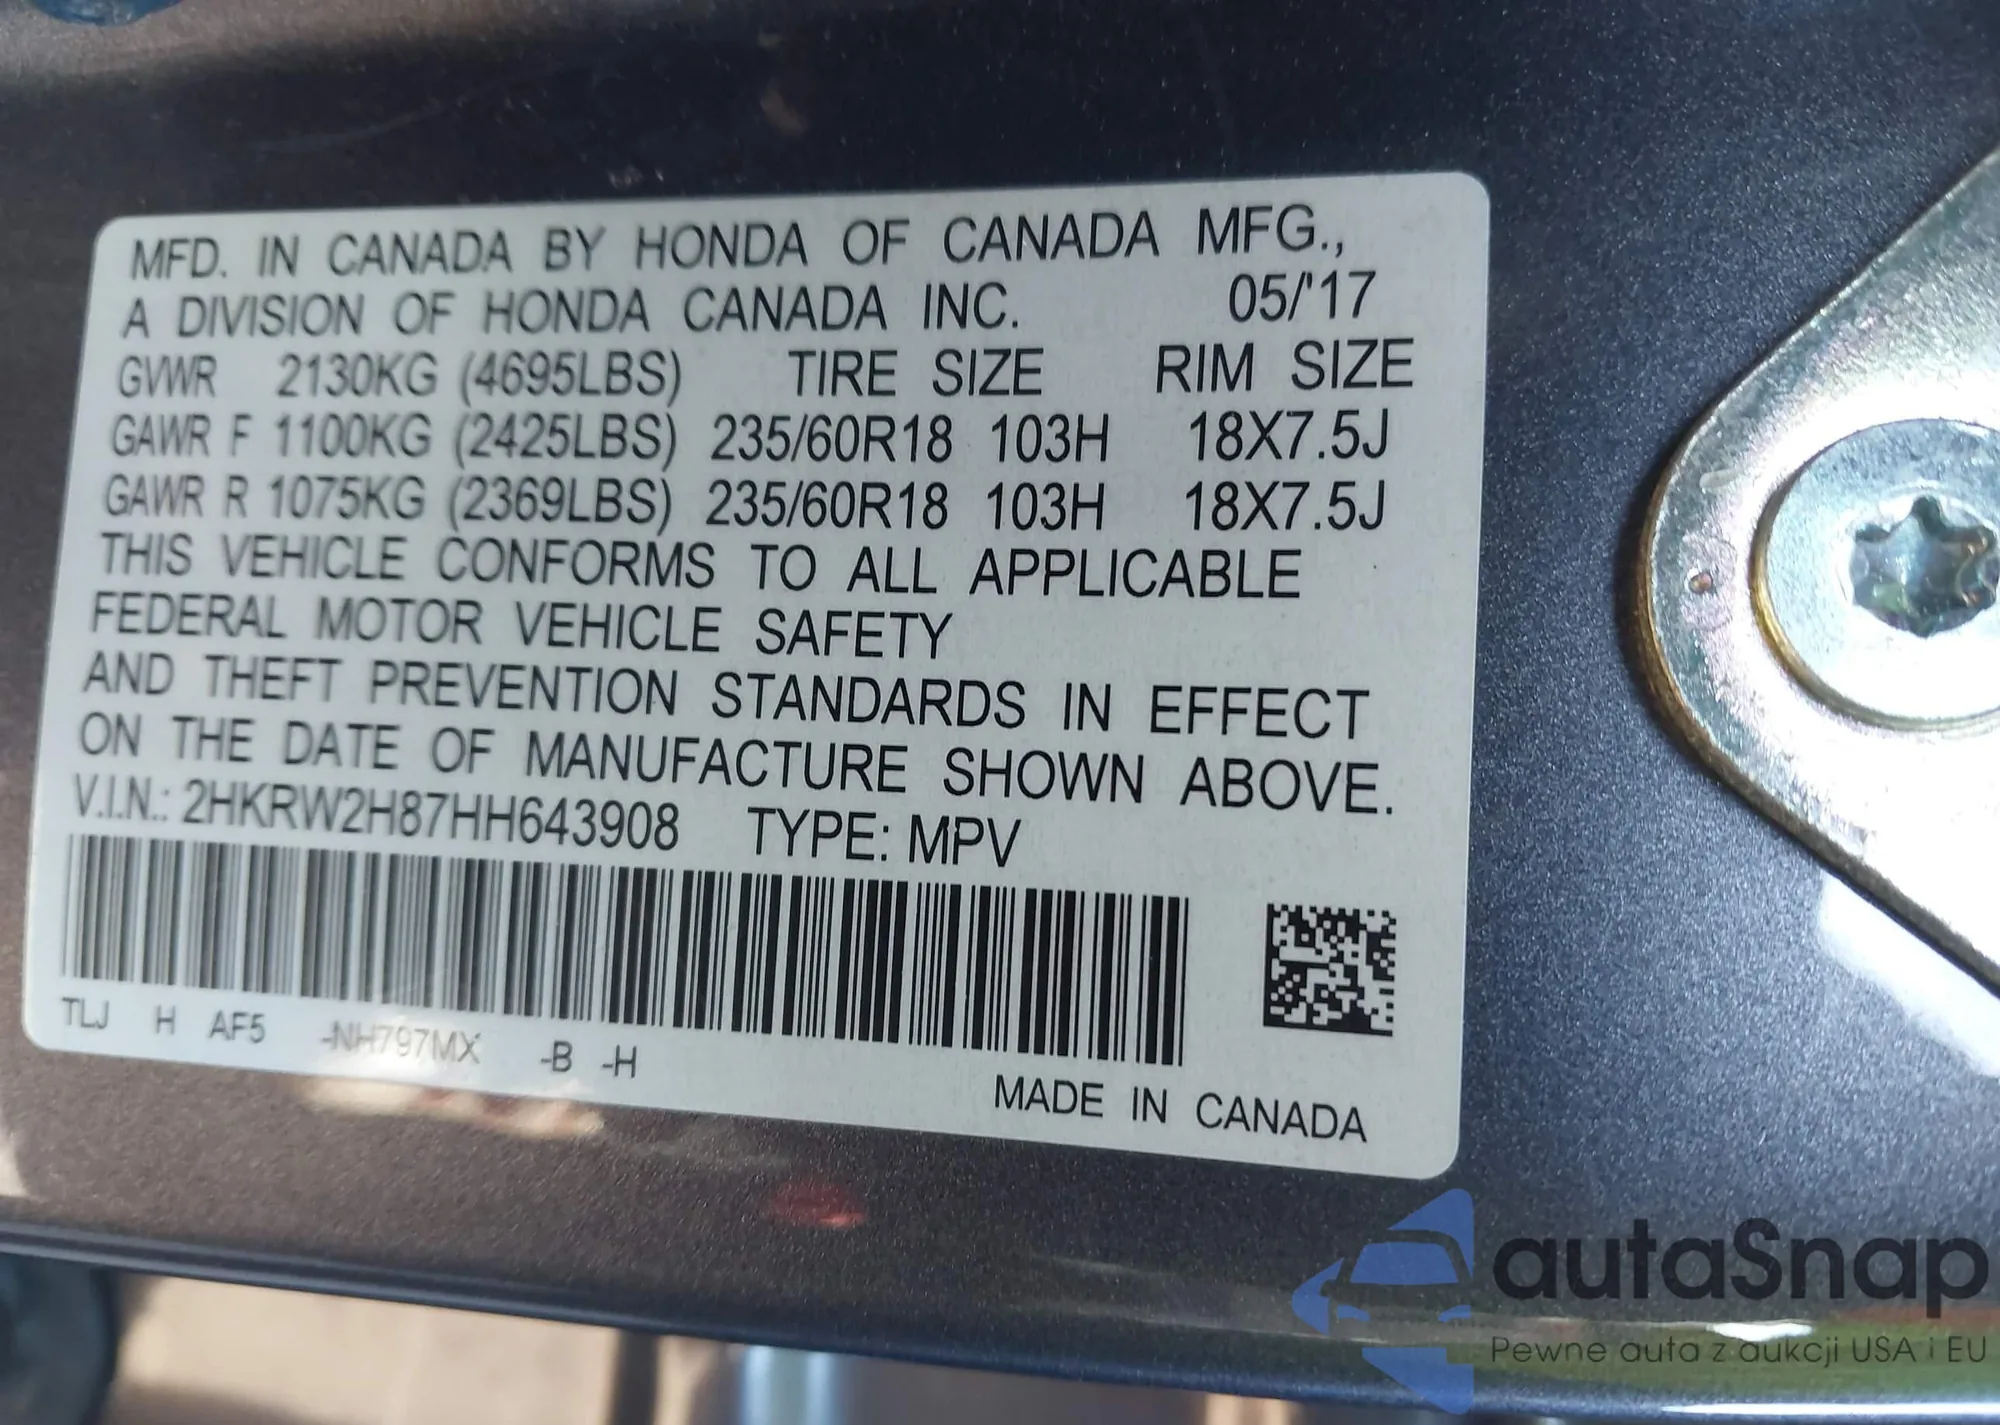 MFD. IN CANADA BY HONDA OF CANADA MFG.,
A DIVISION OF HONDA CANADA INC. 05/'17
GVWR 2130KG (4695LBS) TIRE SIZE RIM SIZE
GAWR F 1100KG (2425LBS) 235/60R18 103H 18X7.5J
GAWR R 1075KG (2369LBS) 235/60R18 103H 18X7.5J
THIS VEHICLE CONFORMS TO ALL APPLICABLE
FEDERAL MOTOR VEHICLE SAFETY
AND THEFT PREVENTION STANDARDS IN EFFECT
ON THE DATE OF MANUFACTURE SHOWN ABOVE.
V.I.N.: 2HKRW2H87HH643908 TYPE: MPV
TLJ H AF5 -NH797MX -B -H
MADE IN CANADA
autaSnap
Pewne auta z aukcji USA i EU